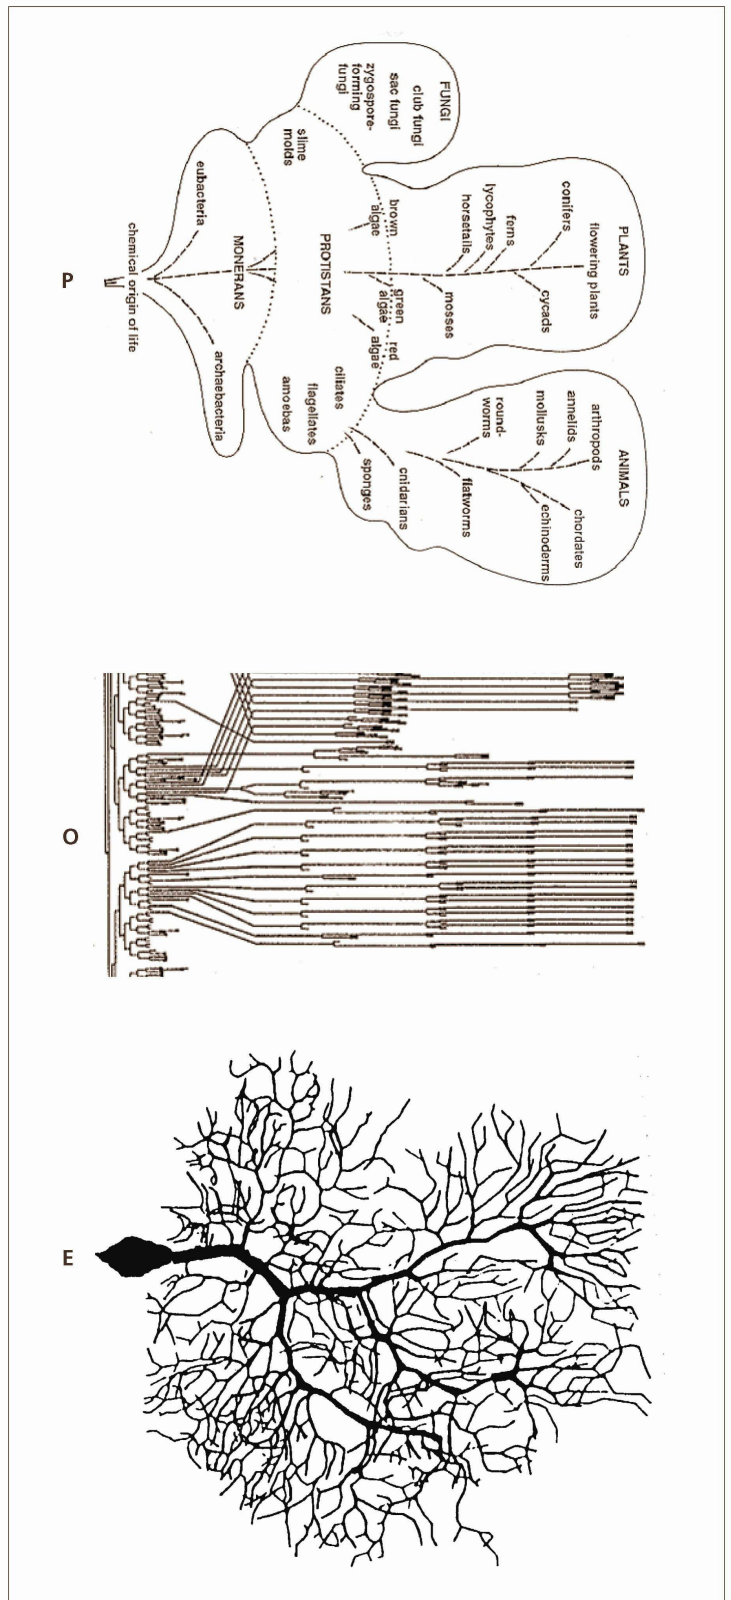 P
FUNGI
club fungi
sac fungi
zygospore-
forming
fungi
slime
molds
PLANTS
flowering plants
conifers
cycads
ferns
lycophytes
horsetails
mosses
brown
algae
green
algae
red
algae
PROTISTANS
ciliates
flagellates
amoebas
ANIMALS
arthropods
annelids
mollusks
round-
worms
chordates
echinoderms
flatworms
cnidarians
sponges
MONERANS
eubacteria
archaebacteria
chemical origin of life
O
E